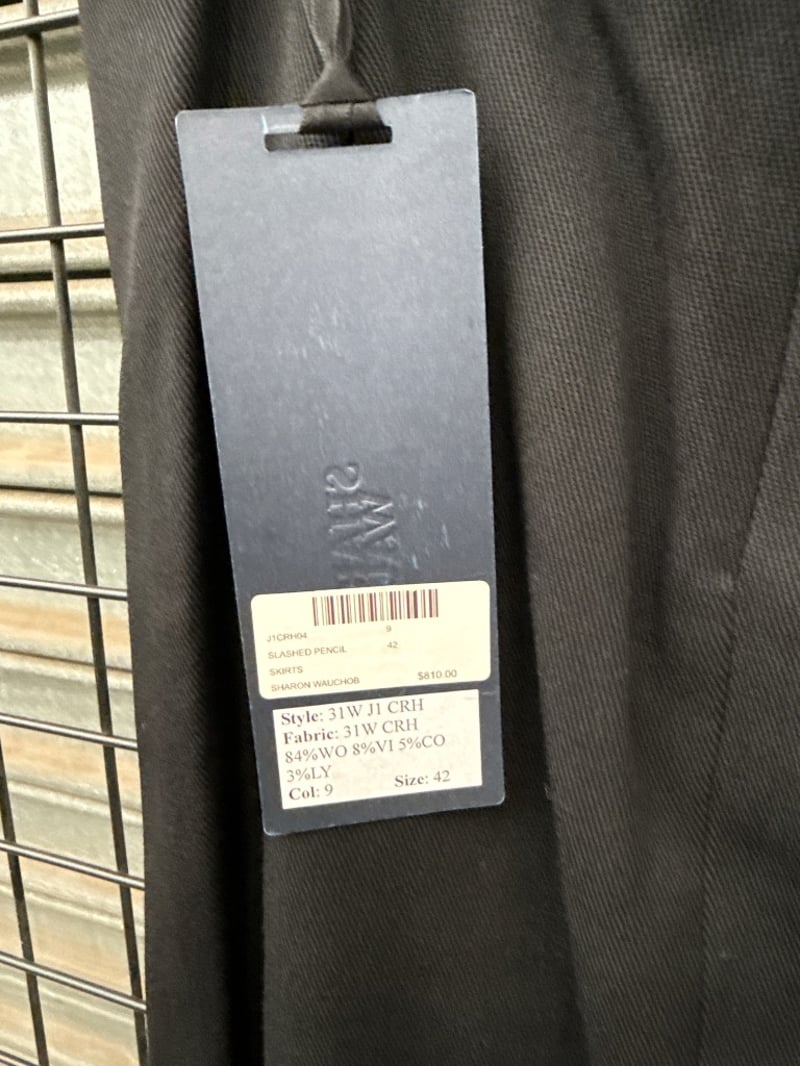 J1CRH04 9
SLASHED PENCIL 42
SKIRTS
SHARON WAUCHOB $810.00
Style: 31W J1 CRH
Fabric: 31W CRH
84%WO 8%VI 5%CO
3%LY
Col: 9 Size: 42